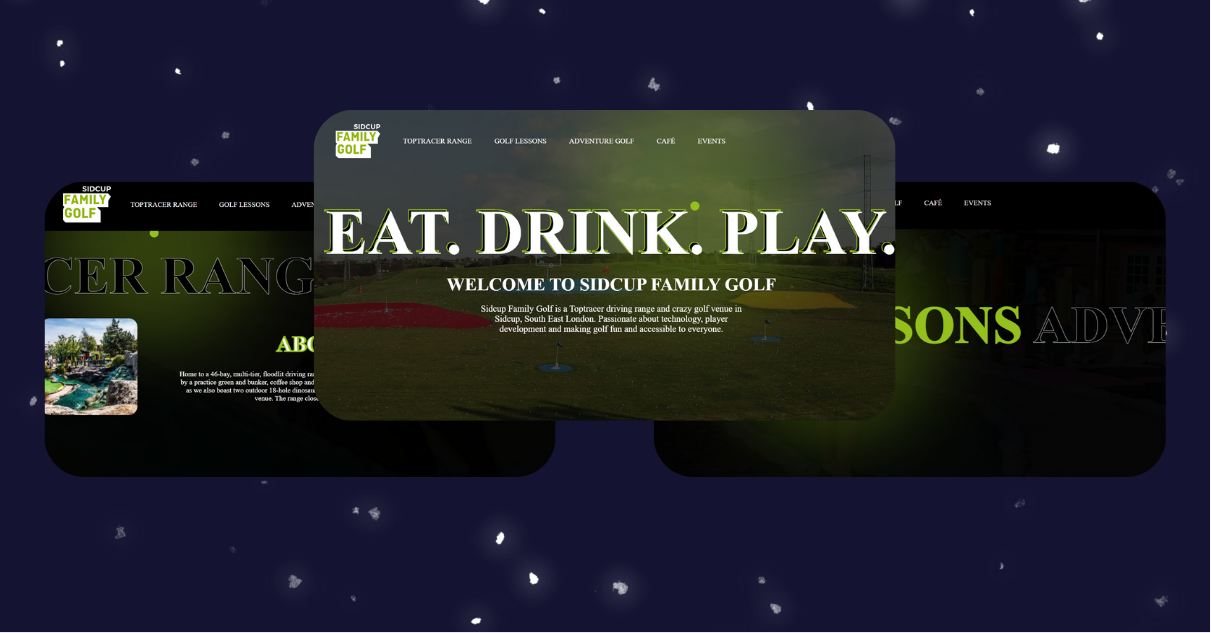 SIDCUP
FAMILY
GOLF
TOPTRACER RANGE GOLF LESSONS ADVENTURE GOLF CAFÉ EVENTS
EAT. DRINK. PLAY.
WELCOME TO SIDCUP FAMILY GOLF
Sidcup Family Golf is a Toptracer driving range and crazy golf venue in
Sidcup, South East London. Passionate about technology, player
development and making golf fun and accessible to everyone.
SIDCUP
FAMILY
GOLF
TOPTRACER RANGE GOLF LESSONS ADVEN
CER RANG
ABO
Home to a 46-bay, multi-tier, floodlit driving ra
by a practice green and bunker, coffee shop and
as we also boast two outdoor 18-hole dinosau
venue. The range clos
LF CAFÉ EVENTS
SONS ADVE